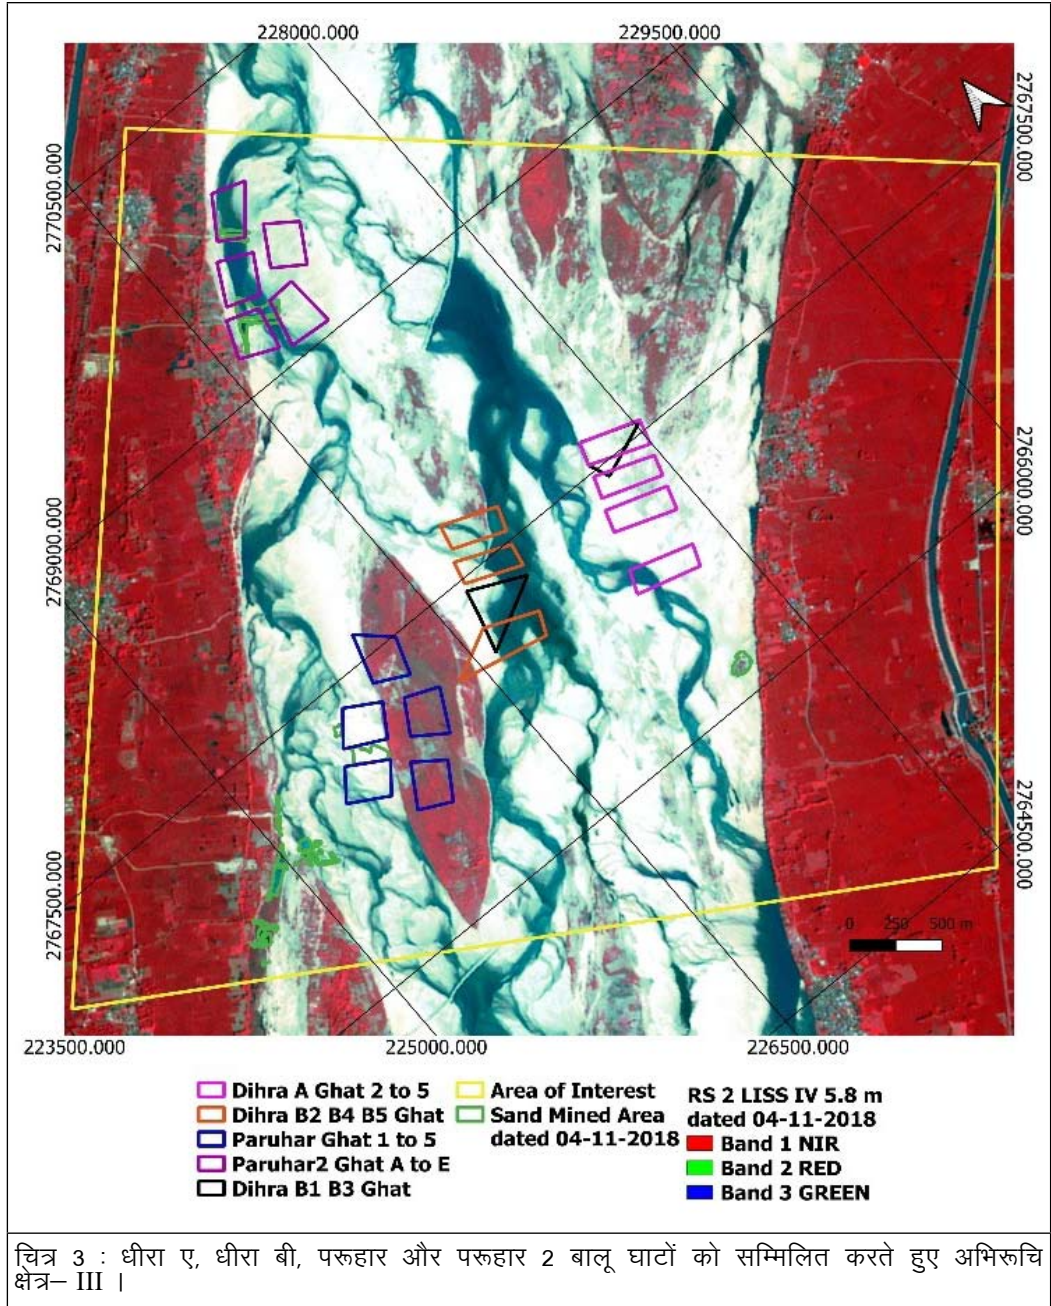 228000.000
229500.000
2767500.000
2770500.000
2766000.000
2769000.000
2764500.000
2767500.000
0 250 500 m
223500.000
225000.000
226500.000
Dihra A Ghat 2 to 5
Dihra B2 B4 B5 Ghat
Paruhar Ghat 1 to 5
Paruhar2 Ghat A to E
Dihra B1 B3 Ghat
Area of Interest
Sand Mined Area
dated 04-11-2018
RS 2 LISS IV 5.8 m
dated 04-11-2018
Band 1 NIR
Band 2 RED
Band 3 GREEN
चित्र 3 : धीरा ए, धीरा बी, परूहार और परूहार 2 बालू घाटों को सम्मिलित करते हुए अभिरूचि
क्षेत्र– III ।